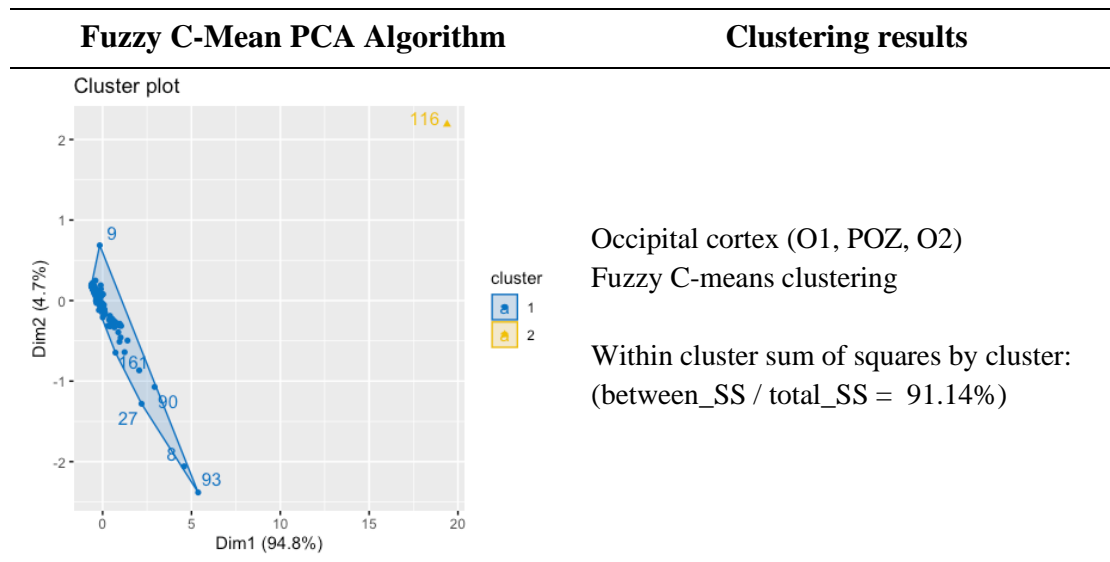 Fuzzy C-Mean PCA Algorithm
Clustering results
Cluster plot
116
2
1
0
-1
-2
9
161
90
27
8
93
Dim2 (4.7%)
0
5
10
15
20
Dim1 (94.8%)
cluster
a 1
a 2
Occipital cortex (O1, POZ, O2)
Fuzzy C-means clustering
Within cluster sum of squares by cluster:
(between_SS / total_SS = 91.14%)